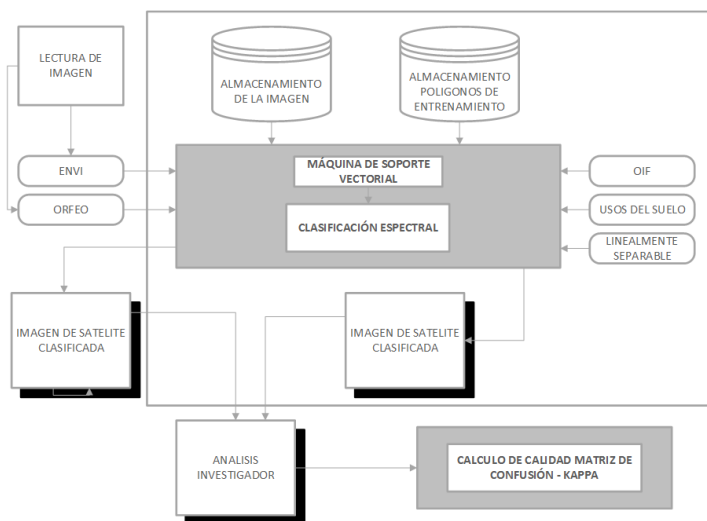 LECTURA DE
IMAGEN
ALMACENAMIENTO
DE LA IMAGEN
ALMACENAMIENTO
POLIGONOS DE
ENTRENAMIENTO
ENVI
ORFEO
MÁQUINA DE SOPORTE
VECTORIAL
CLASIFICACIÓN ESPECTRAL
OIF
USOS DEL SUELO
LINEALMENTE
SEPARABLE
IMAGEN DE SATELITE
CLASIFICADA
IMAGEN DE SATELITE
CLASIFICADA
ANALISIS
INVESTIGADOR
CALCULO DE CALIDAD MATRIZ DE
CONFUSIÓN - KAPPA